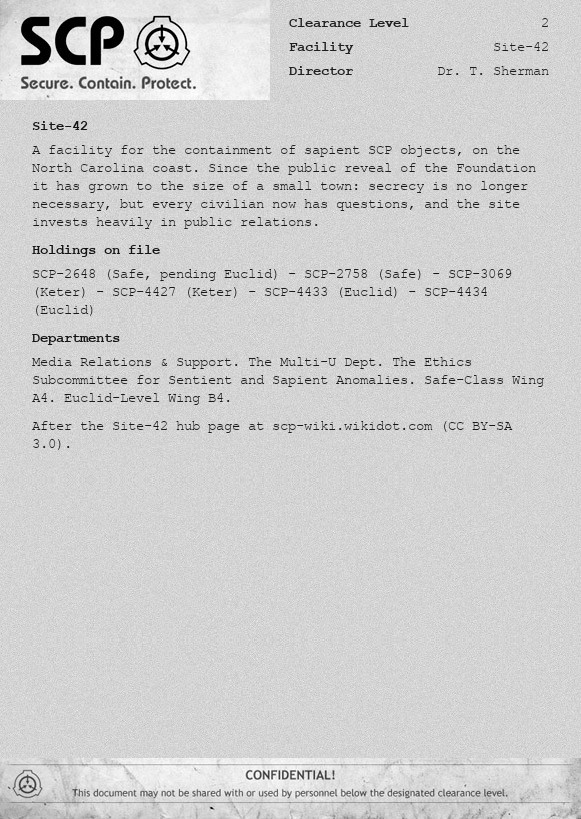 SCP
Secure. Contain. Protect.
Clearance Level 2
Facility Site-42
Director Dr. T. Sherman
Site-42
A facility for the containment of sapient SCP objects, on the
North Carolina coast. Since the public reveal of the Foundation
it has grown to the size of a small town: secrecy is no longer
necessary, but every civilian now has questions, and the site
invests heavily in public relations.
Holdings on file
SCP-2648 (Safe, pending Euclid) - SCP-2758 (Safe) - SCP-3069
(Keter) - SCP-4427 (Keter) - SCP-4433 (Euclid) - SCP-4434
(Euclid)
Departments
Media Relations & Support. The Multi-U Dept. The Ethics
Subcommittee for Sentient and Sapient Anomalies. Safe-Class Wing
A4. Euclid-Level Wing B4.
After the Site-42 hub page at scp-wiki.wikidot.com (CC BY-SA
3.0).
CONFIDENTIAL!
This document may not be shared with or used by personnel below the designated clearance level.